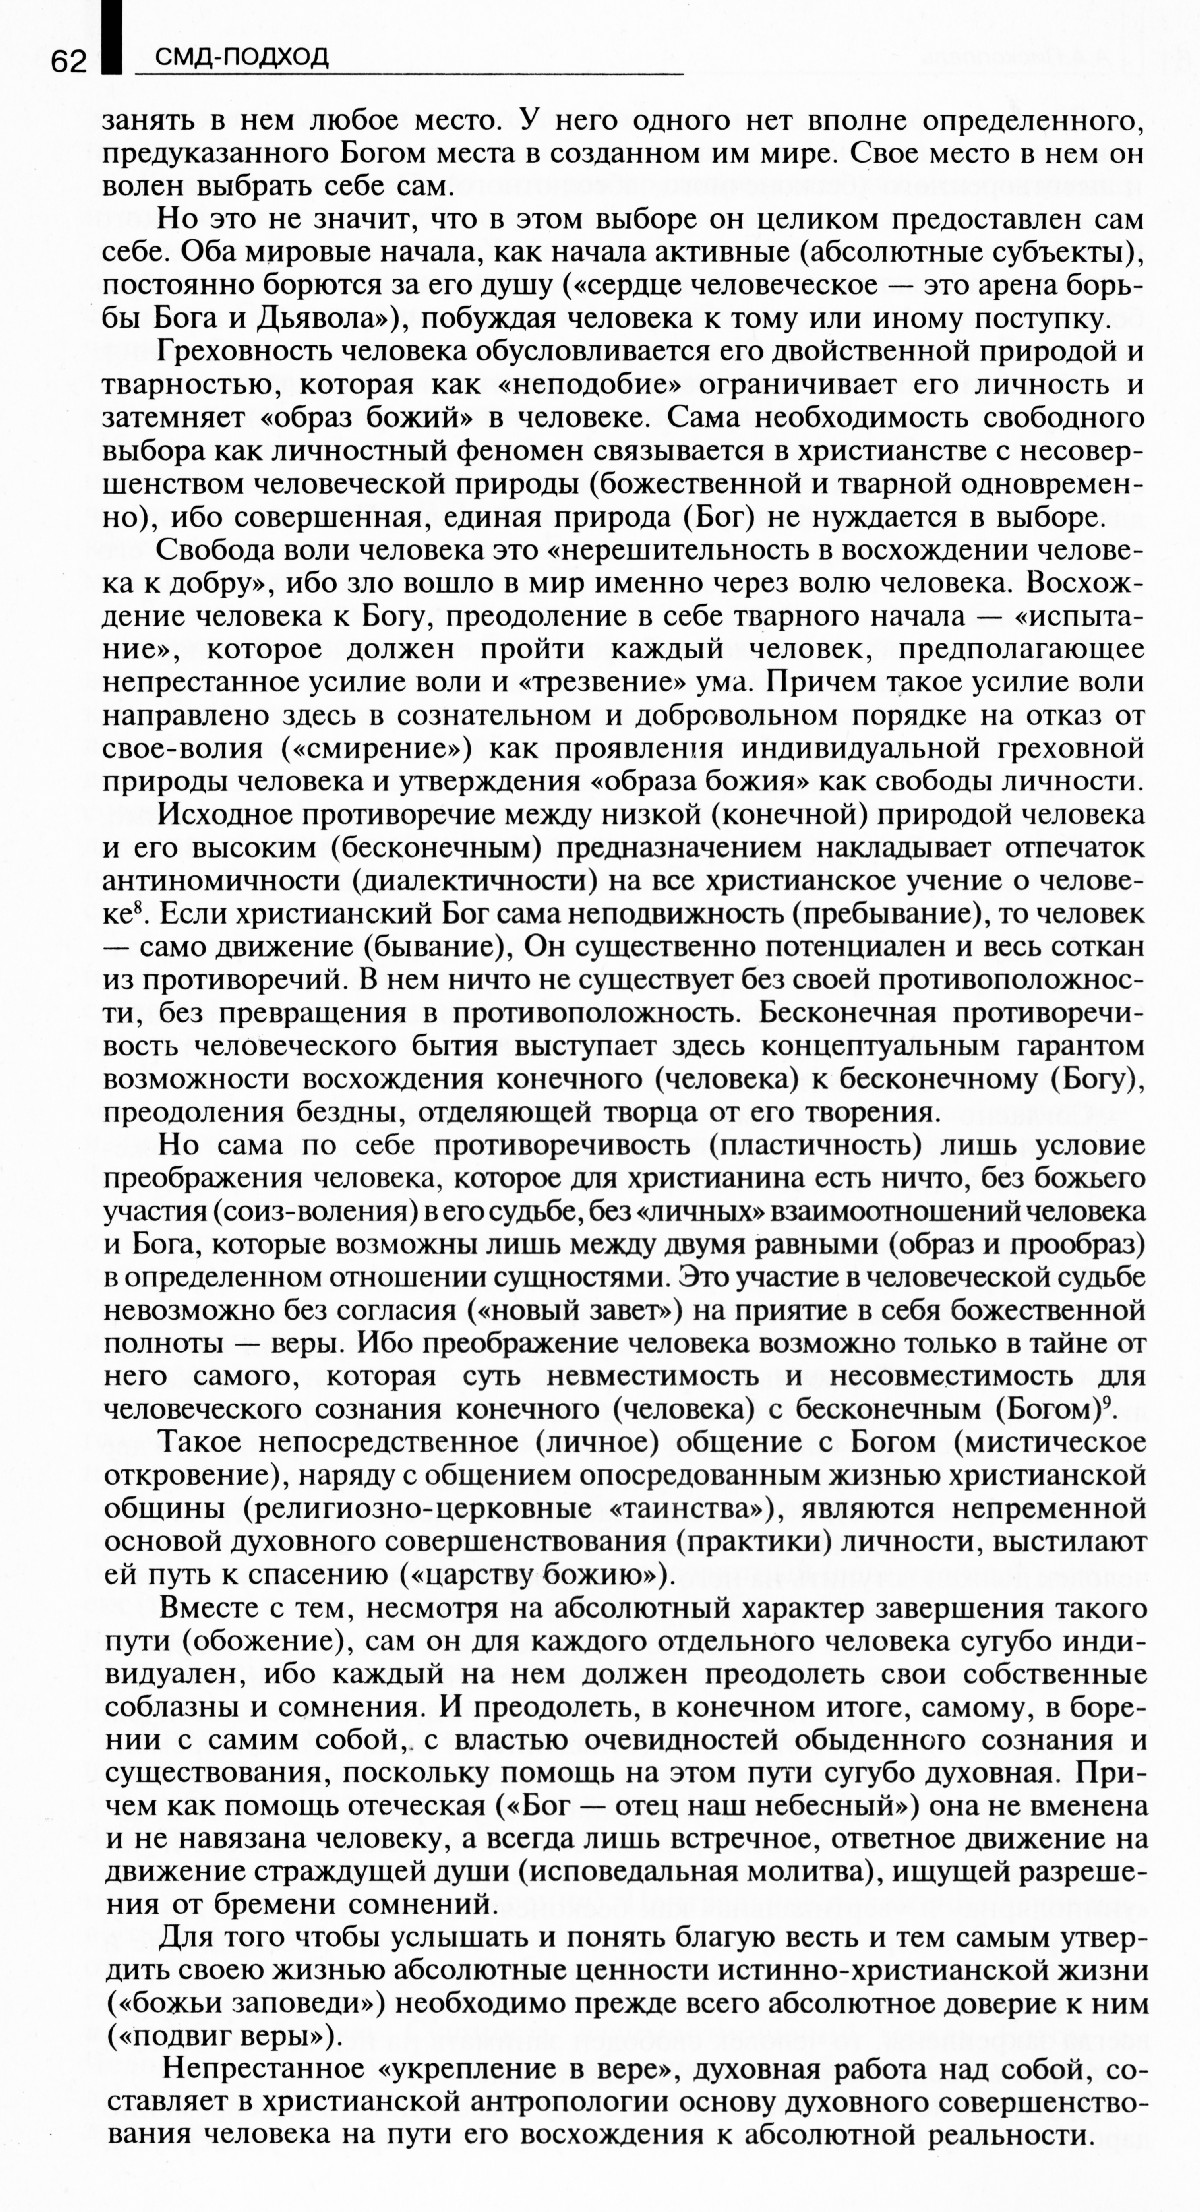 62
СМД-ПОДХОД
занять в нем любое место. У него одного нет вполне определенного,
предуказанного Богом места в созданном им мире. Свое место в нем он
волен выбрать себе сам.
Но это не значит, что в этом выборе он целиком предоставлен сам
себе. Оба мировые начала, как начала активные (абсолютные субъекты),
постоянно борются за его душу («сердце человеческое — это арена борь-
бы Бога и Дьявола»), побуждая человека к тому или иному поступку.
Греховность человека обусловливается его двойственной природой и
тварностью, которая как «неподобие» ограничивает его личность и
затемняет «образ божий» в человеке. Сама необходимость свободного
выбора как личностный феномен связывается в христианстве с несовер-
шенством человеческой природы (божественной и тварной одновремен-
но), ибо совершенная, единая природа (Бог) не нуждается в выборе.
Свобода воли человека это «нерешительность в восхождении челове-
ка к добру», ибо зло вошло в мир именно через волю человека. Восхож-
дение человека к Богу, преодоление в себе тварного начала — «испыта-
ние», которое должен пройти каждый человек, предполагающее
непрестанное усилие воли и «трезвение» ума. Причем такое усилие воли
направлено здесь в сознательном и добровольном порядке на отказ от
свое-волия («смирение») как проявления индивидуальной греховной
природы человека и утверждения «образа божия» как свободы личности.
Исходное противоречие между низкой (конечной) природой человека
и его высоким (бесконечным) предназначением накладывает отпечаток
антиномичности (диалектичности) на все христианское учение о челове-
ке⁸. Если христианский Бог сама неподвижность (пребывание), то человек
— само движение (бывание), Он существенно потенциален и весь соткан
из противоречий. В нем ничто не существует без своей противоположнос-
ти, без превращения в противоположность. Бесконечная противоречи-
вость человеческого бытия выступает здесь концептуальным гарантом
возможности восхождения конечного (человека) к бесконечному (Богу),
преодоления бездны, отделяющей творца от его творения.
Но сама по себе противоречивость (пластичность) лишь условие
преображения человека, которое для христианина есть ничто, без божьего
участия (соиз-воления) в его судьбе, без «личных» взаимоотношений человека
и Бога, которые возможны лишь между двумя равными (образ и прообраз)
в определенном отношении сущностями. Это участие в человеческой судьбе
невозможно без согласия («новый завет») на приятие в себя божественной
полноты — веры. Ибо преображение человека возможно только в тайне от
него самого, которая суть невместимость и несовместимость для
человеческого сознания конечного (человека) с бесконечным (Богом)⁹.
Такое непосредственное (личное) общение с Богом (мистическое
откровение), наряду с общением опосредованным жизнью христианской
общины (религиозно-церковные «таинства»), являются непременной
основой духовного совершенствования (практики) личности, выстилают
ей путь к спасению («царству божию»).
Вместе с тем, несмотря на абсолютный характер завершения такого
пути (обожение), сам он для каждого отдельного человека сугубо инди-
видуален, ибо каждый на нем должен преодолеть свои собственные
соблазны и сомнения. И преодолеть, в конечном итоге, самому, в боре-
нии с самим собой, с властью очевидностей обыденного сознания и
существования, поскольку помощь на этом пути сугубо духовная. При-
чем как помощь отеческая («Бог — отец наш небесный») она не вменена
и не навязана человеку, а всегда лишь встречное, ответное движение на
движение страждущей души (исповедальная молитва), ищущей разреше-
ния от бремени сомнений.
Для того чтобы услышать и понять благую весть и тем самым утвер-
дить своею жизнью абсолютные ценности истинно-христианской жизни
(«божьи заповеди») необходимо прежде всего абсолютное доверие к ним
(«подвиг веры»).
Непрестанное «укрепление в вере», духовная работа над собой, со-
ставляет в христианской антропологии основу духовного совершенство-
вания человека на пути его восхождения к абсолютной реальности.